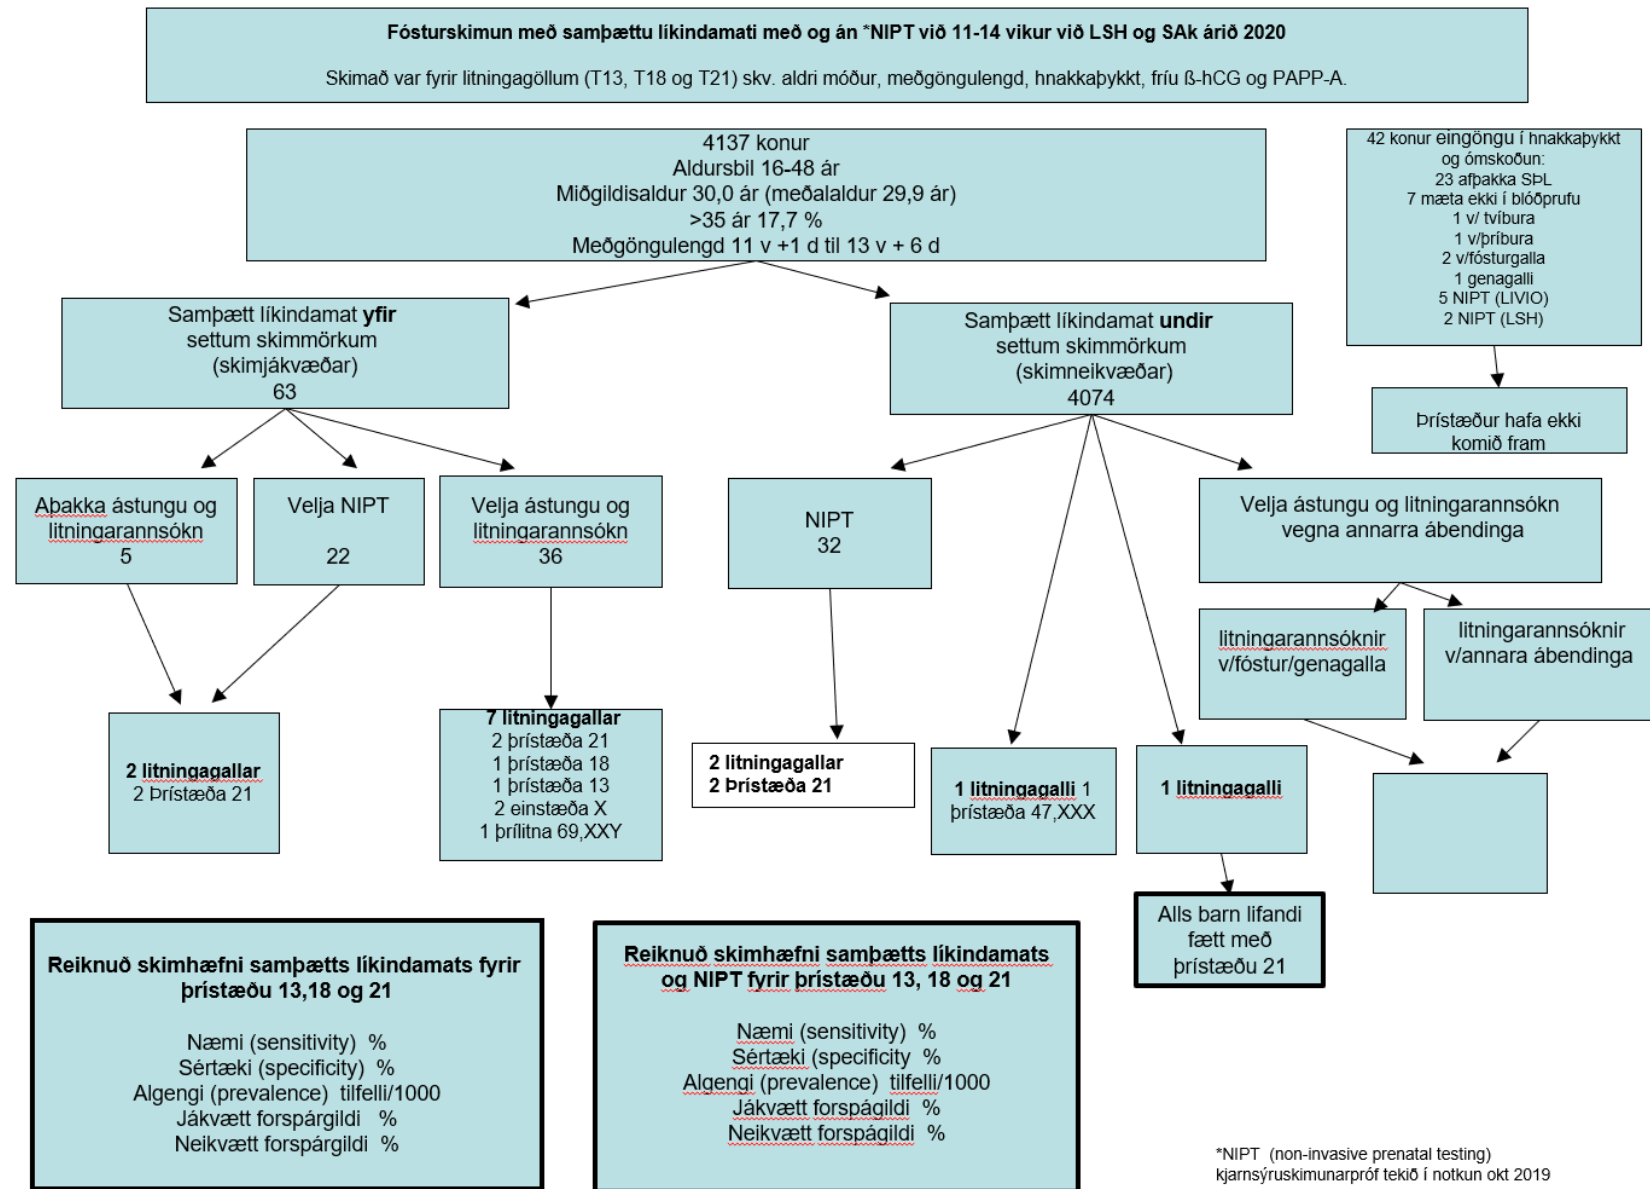 Fósturskimun með samþættu líkindamati með og án *NIPT við 11-14 vikur við LSH og SAk árið 2020
Skimað var fyrir litningagöllum (T13, T18 og T21) skv. aldri móður, meðgöngulengd, hnakkaþykkt, fríu ß-hCG og PAPP-A.
4137 konur
Aldursbil 16-48 ár
Miðgildisaldur 30,0 ár (meðalaldur 29,9 ár)
>35 ár 17,7 %
Meðgöngulengd 11 v +1 d til 13 v + 6 d
42 konur eingöngu í hnakkaþykkt
og ómskoðun:
23 afþakka SÞL
7 mæta ekki í blóðprufu
1 v/ tvíbura
1 v/þríbura
2 v/fósturgalla
1 genagalli
5 NIPT (LIVIO)
2 NIPT (LSH)
Þrístæður hafa ekki
komið fram
Samþætt líkindamat yfir
settum skimmörkum
(skimjákvæðar)
63
Samþætt líkindamat undir
settum skimmörkum
(skimneikvæðar)
4074
Aþakka ástungu og
litningarannsókn
5
Velja NIPT
22
Velja ástungu og
litningarannsókn
36
NIPT
32
Velja ástungu og litningarannsókn
vegna annarra ábendinga
litningarannsóknir
v/fóstur/genagalla
litningarannsóknir
v/annara ábendinga
2 litningagallar
2 Þrístæða 21
7 litningagallar
2 þrístæða 21
1 þrístæða 18
1 þrístæða 13
2 einstæða X
1 þrílitna 69,XXY
2 litningagallar
2 Þrístæða 21
1 litningagalli 1
þrístæða 47,XXX
1 litningagalli
Alls barn lifandi
fætt með
þrístæðu 21
Reiknuð skimhæfni samþætts líkindamats fyrir
þrístæðu 13,18 og 21
Næmi (sensitivity) %
Sértæki (specificity) %
Algengi (prevalence) tilfelli/1000
Jákvætt forspárgildi %
Neikvætt forspárgildi %
Reiknuð skimhæfni samþætts líkindamats
og NIPT fyrir þrístæðu 13, 18 og 21
Næmi (sensitivity) %
Sértæki (specificity %
Algengi (prevalence) tilfelli/1000
Jákvætt forspágildi %
Neikvætt forspágildi %
*NIPT (non-invasive prenatal testing)
kjarnsýruskimunarpróf tekið í notkun okt 2019